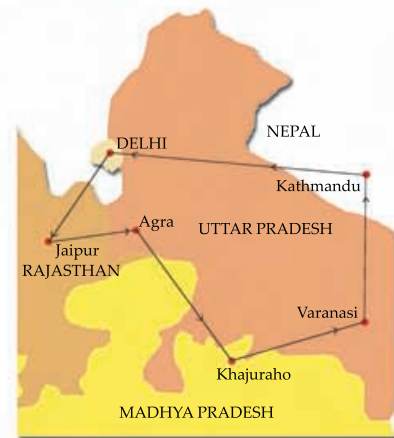 DELHI
NEPAL
Kathmandu
Agra
UTTAR PRADESH
Jaipur
RAJASTHAN
Varanasi
Khajuraho
MADHYA PRADESH